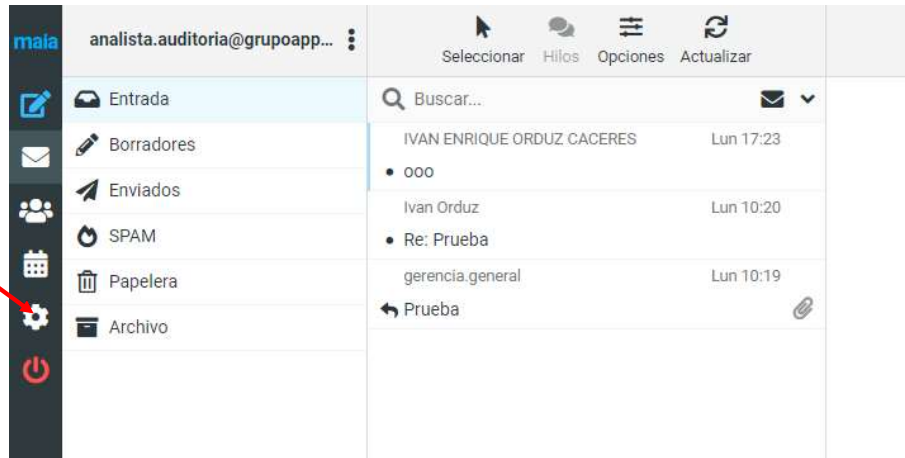 maia
analista.auditoria@grupoapp...
Seleccionar
Hilos
Opciones
Actualizar
Entrada
Borradores
Enviados
SPAM
Papelera
Archivo
Buscar...
IVAN ENRIQUE ORDUZ CACERES Lun 17:23
• ooo
Ivan Orduz Lun 10:20
• Re: Prueba
gerencia.general Lun 10:19
Prueba